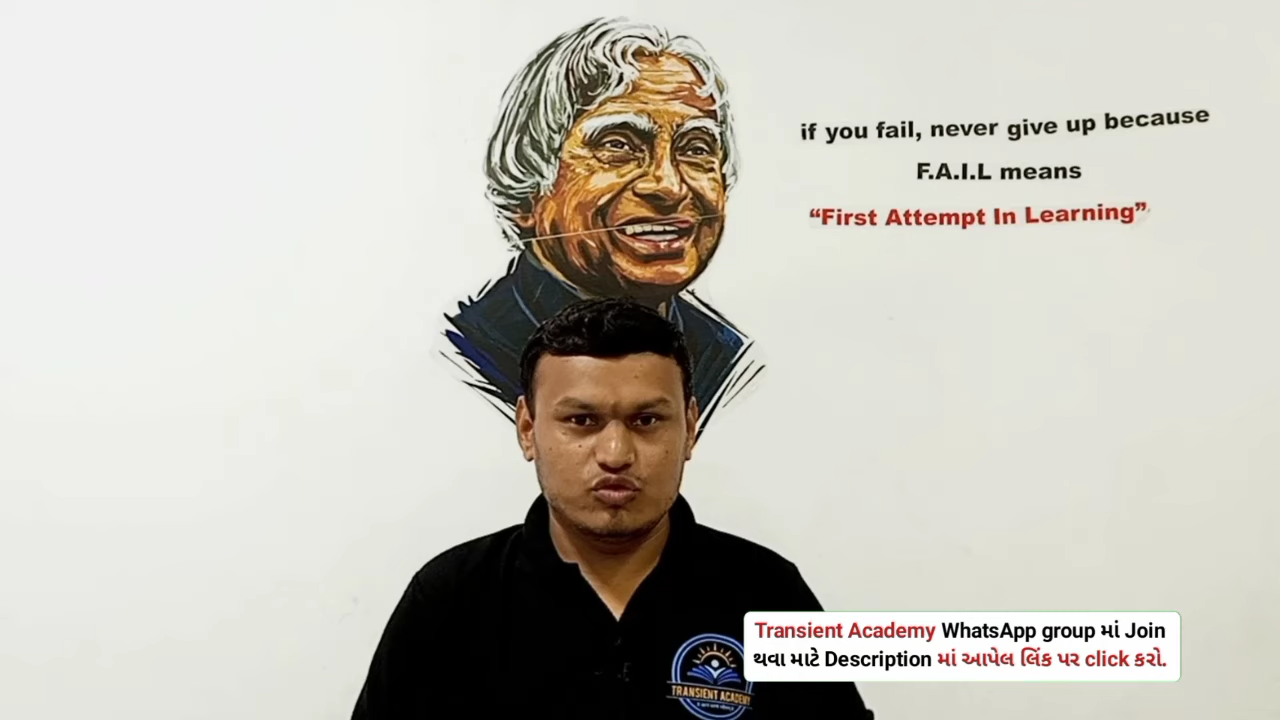 if you fail, never give up because
F.A.I.L means
“First Attempt In Learning”
Transient Academy WhatsApp group માં Join
થવા માટે Description માં આપેલ લિંક પર click કરો.
TRANSIENT ACADEMY